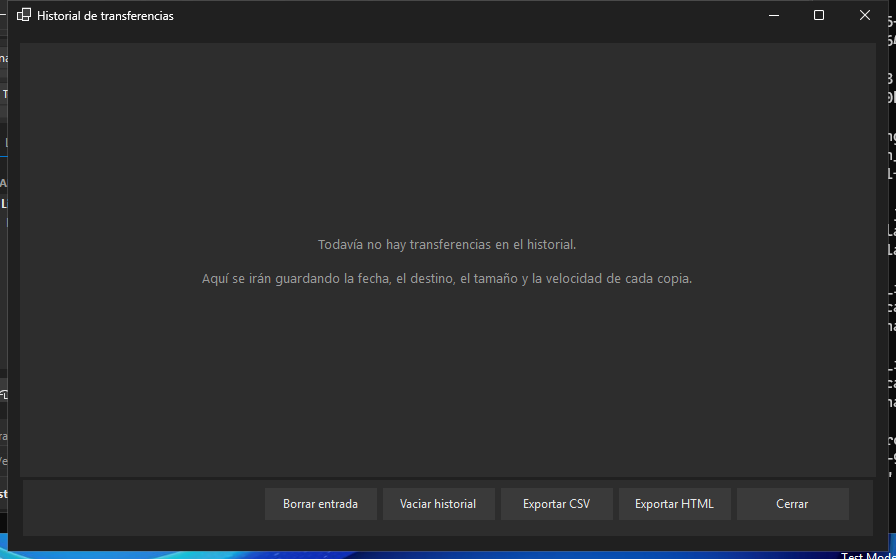 Historial de transferencias
Todavía no hay transferencias en el historial.
Aquí se irán guardando la fecha, el destino, el tamaño y la velocidad de cada copia.
Borrar entrada
Vaciar historial
Exportar CSV
Exportar HTML
Cerrar
Test Mode